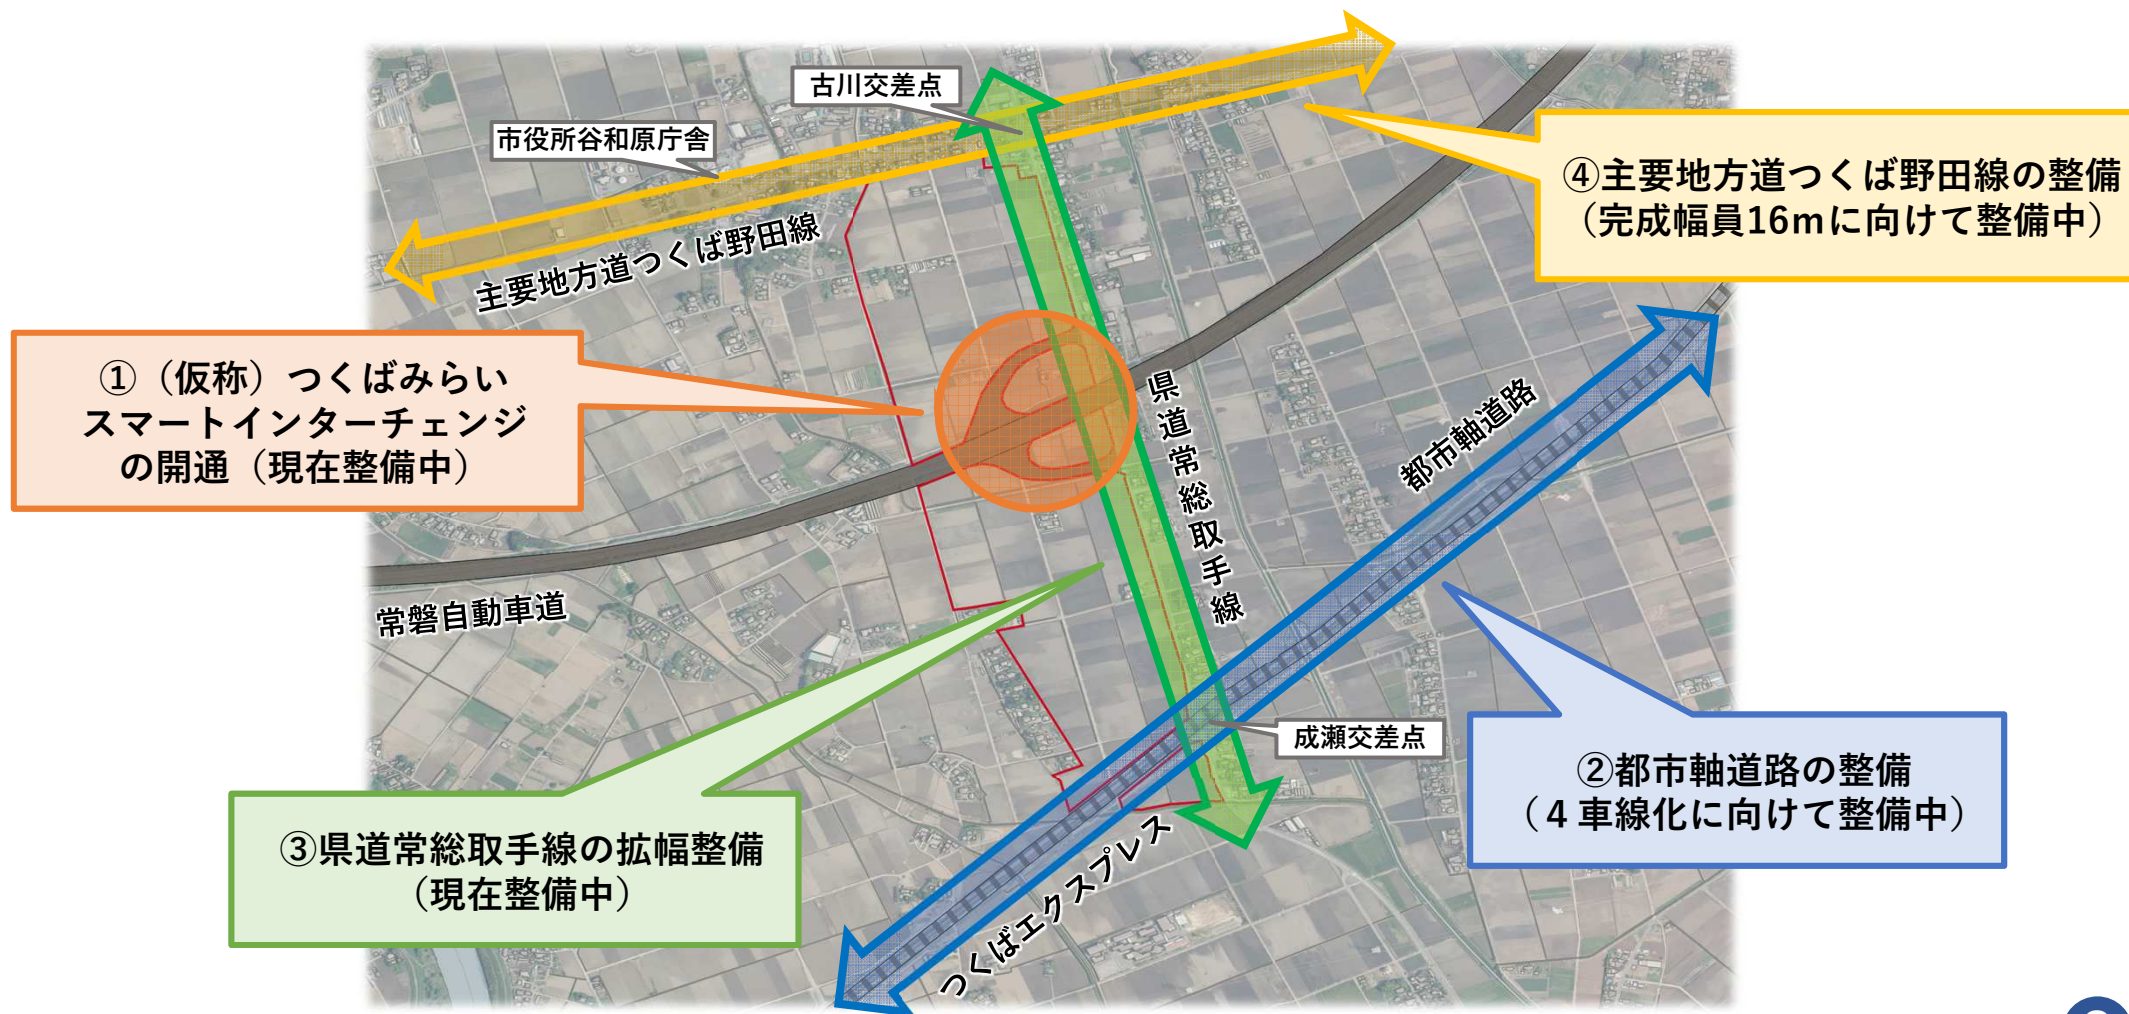 古川交差点
市役所谷和原庁舎
④主要地方道つくば野田線の整備
（完成幅員16mに向けて整備中）
主要地方道つくば野田線
①（仮称）つくばみらい
スマートインターチェンジ
の開通（現在整備中）
県道常総取手線
都市軸道路
常磐自動車道
成瀬交差点
②都市軸道路の整備
（４車線化に向けて整備中）
③県道常総取手線の拡幅整備
（現在整備中）
つくばエクスプレス